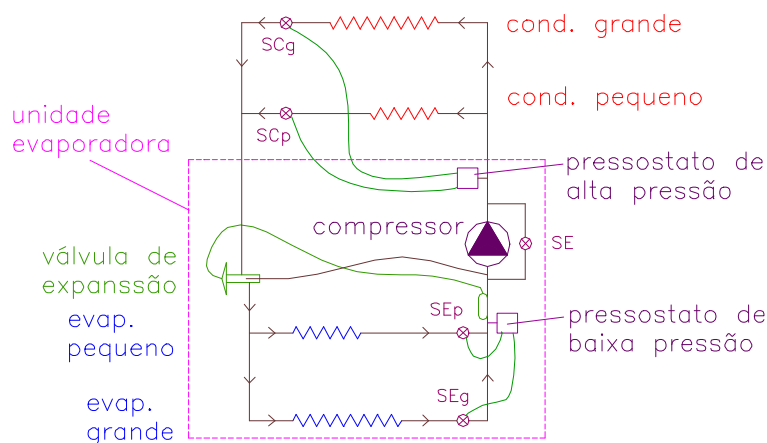 cond. grande
SCg
cond. pequeno
unidade
evaporadora
SCp
pressostato de
alta pressão
compressor
SE
válvula de
expanssão
SEp
evap.
pequeno
pressostato de
baixa pressão
SEg
evap.
grande